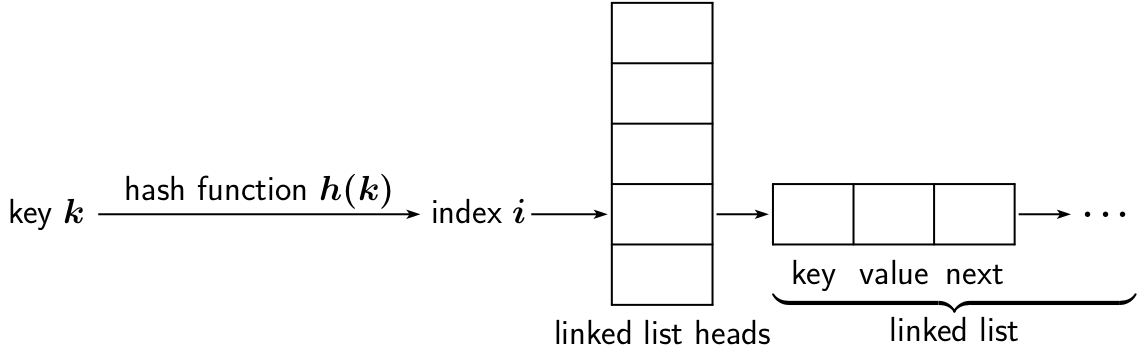 hash function h(k)
key k
index i
...
key value next
linked list heads
linked list